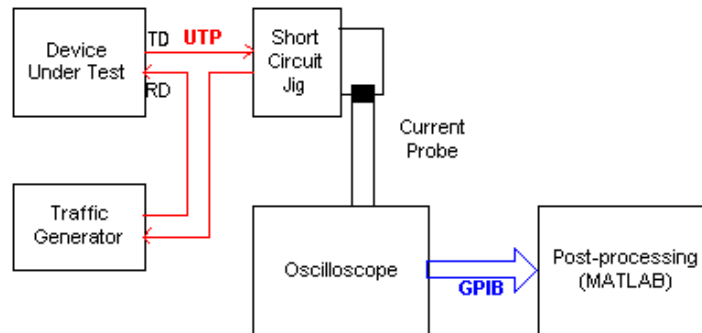 Device
Under Test
TD
UTP
RD
Short
Circuit
Jig
Current
Probe
Traffic
Generator
Oscilloscope
GPIB
Post-processing
(MATLAB)